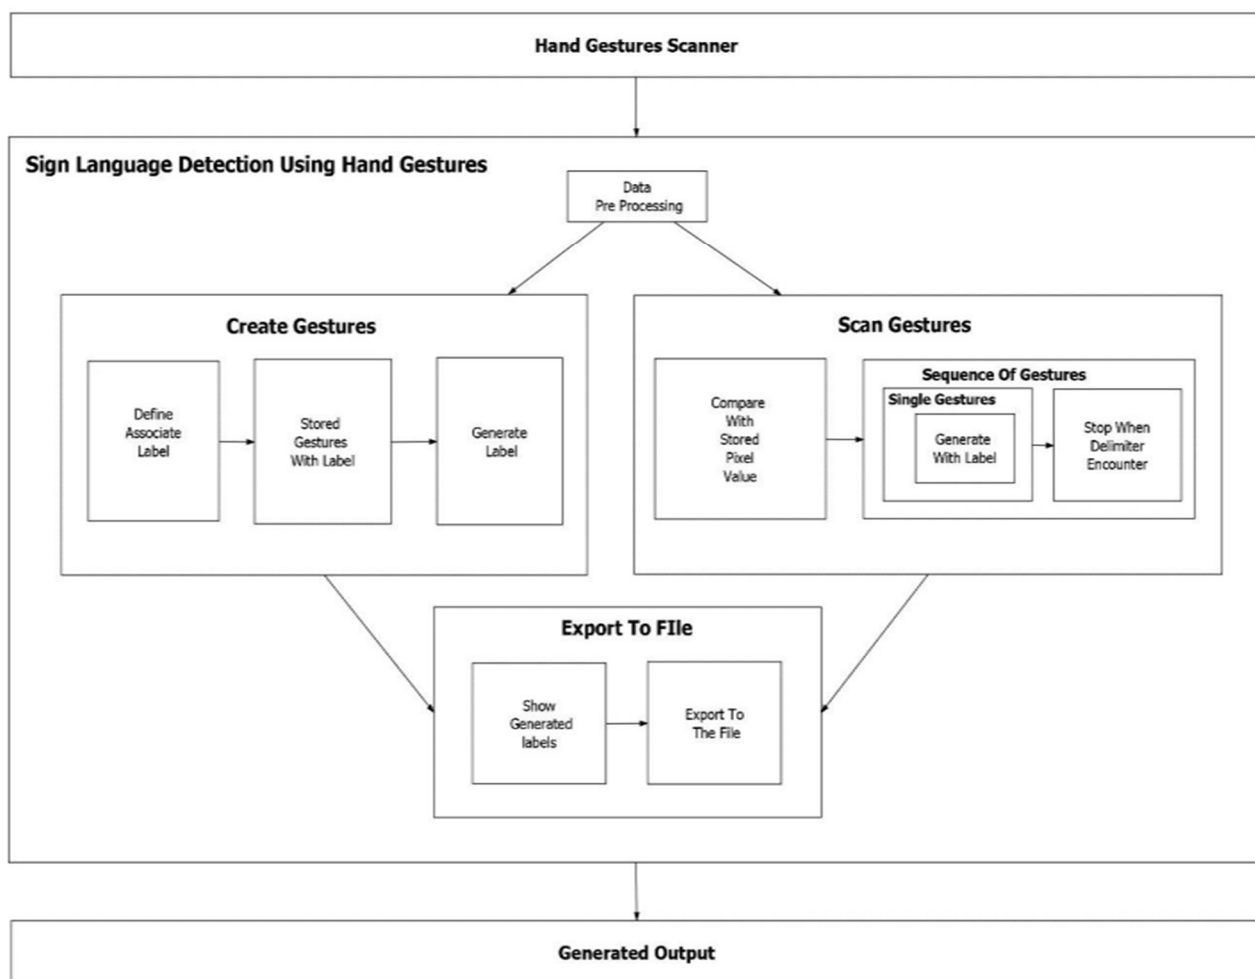 Hand Gestures Scanner
Sign Language Detection Using Hand Gestures
Data
Pre Processing
Create Gestures
Define
Associate
Label
Stored
Gestures
With Label
Generate
Label
Scan Gestures
Compare
With
Stored
Pixel
Value
Sequence Of Gestures
Single Gestures
Generate
With Label
Stop When
Delimiter
Encounter
Export To FIle
Show
Generated
labels
Export To
The File
Generated Output